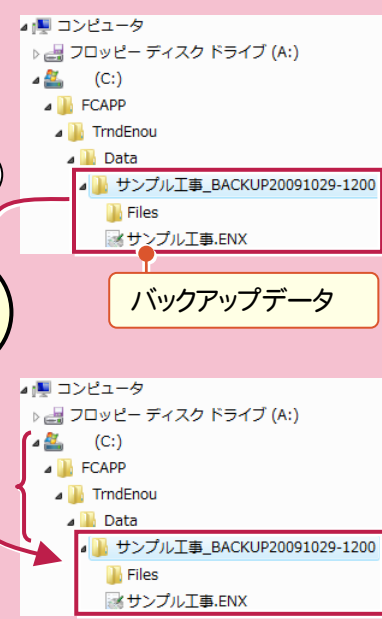 コンピュータ
フロッピー ディスク ドライブ (A:)
(C:)
FCAPP
TrndEnou
Data
サンプル工事_BACKUP20091029-1200
Files
サンプル工事.ENX
バックアップデータ
コンピュータ
フロッピー ディスク ドライブ (A:)
(C:)
FCAPP
TrndEnou
Data
サンプル工事_BACKUP20091029-1200
Files
サンプル工事.ENX